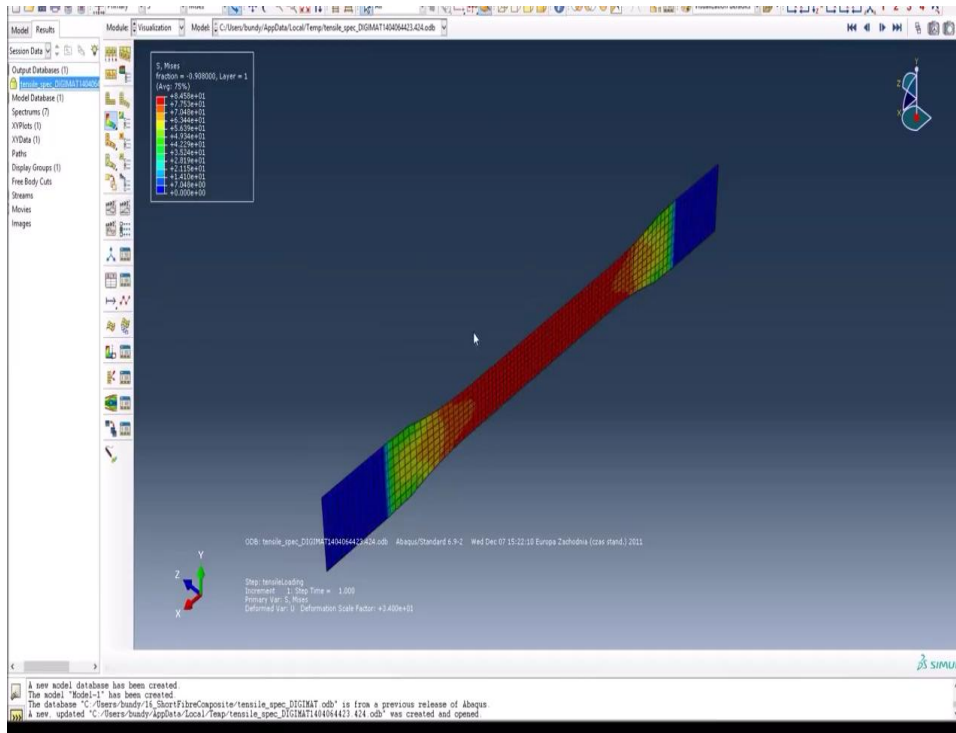 Module: Visualization Model: C:/Users/bundy/AppData/Local/Temp/tensile_spec_DIGIMAT1404064423.424.odb
Model Results
Session Data
Output Databases (1)
tensile_spec_DIGIMAT140406
Model Database (1)
Spectrums (7)
XYPlots (1)
XYData (1)
Paths
Display Groups (1)
Free Body Cuts
Streams
Movies
Images
S, Mises
fraction = -0.908000, Layer = 1
(Avg: 75%)
+8.458e+01
+7.753e+01
+7.048e+01
+6.344e+01
+5.639e+01
+4.934e+01
+4.229e+01
+3.524e+01
+2.819e+01
+2.115e+01
+1.410e+01
+7.048e+00
+0.000e+00
Y
Z
X
ODB: tensile_spec_DIGIMAT1404064423.424.odb Abaqus/Standard 6.9-2 Wed Dec 07 15:22:10 Europa Zachodnia (czas stand.) 2011
Y
Z
X
Step: tensileLoading
Increment 1: Step Time = 1.000
Primary Var: S, Mises
Deformed Var: U Deformation Scale Factor: +3.400e+01
SIMU
A new model database has been created.
The model "Model-1" has been created.
The database "C:/Users/bundy/16_ShortFibreComposite/tensile_spec_DIGIMAT.odb" is from a previous release of Abaqus.
A new, updated "C:/Users/bundy/AppData/Local/Temp/tensile_spec_DIGIMAT1404064423.424.odb" was created and opened.